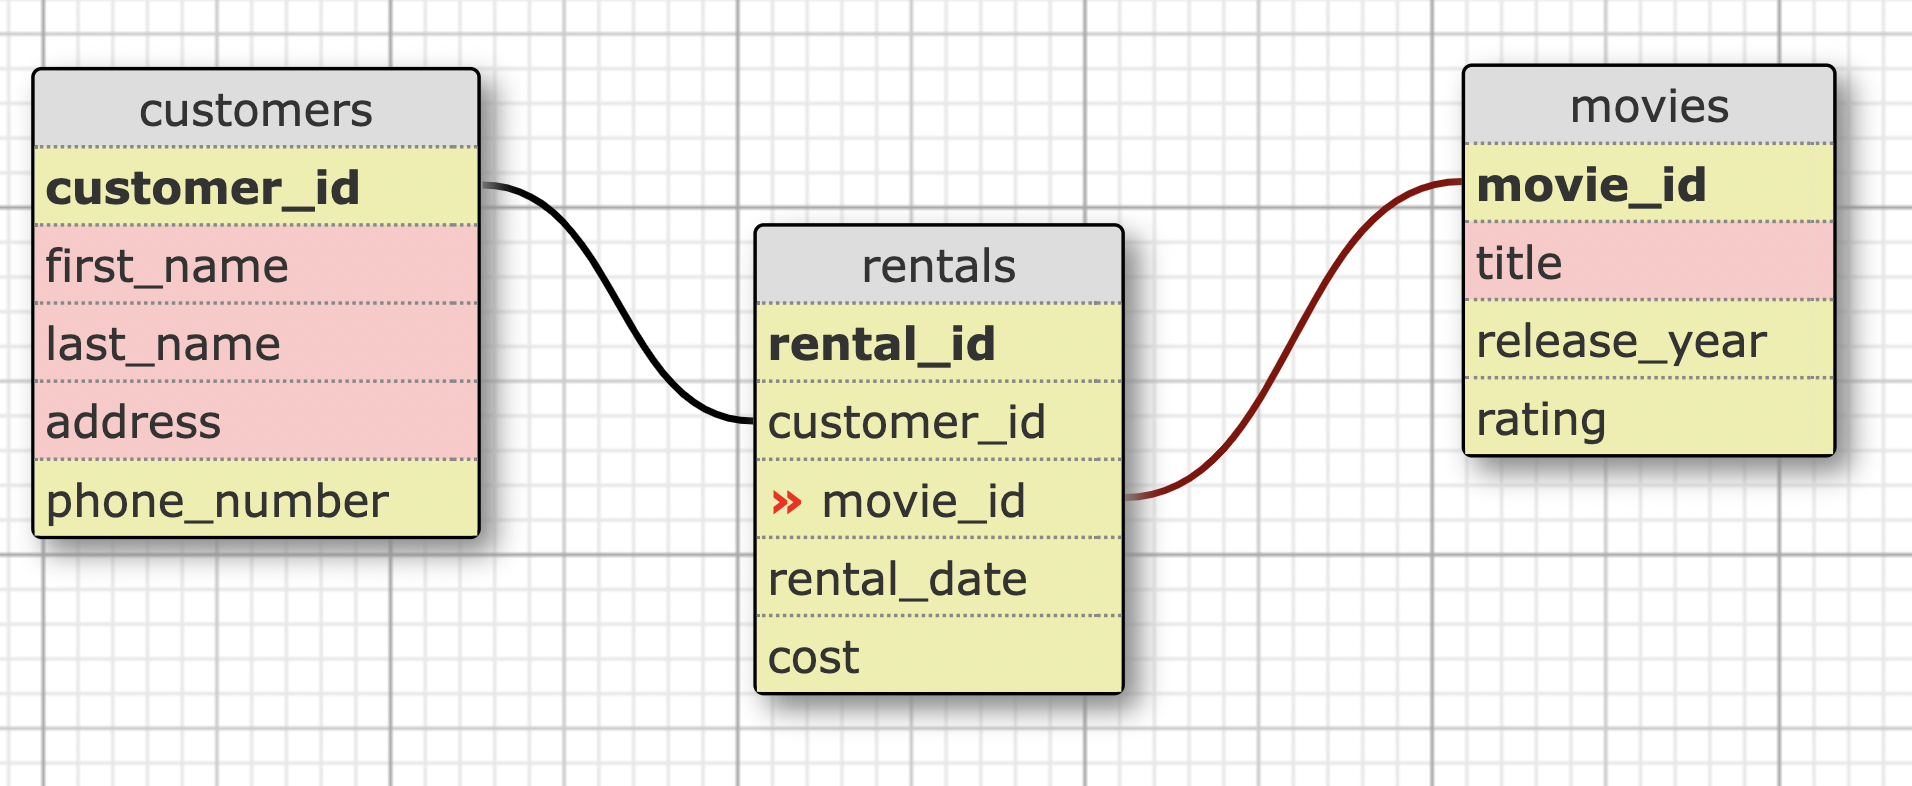 customers
customer_id
first_name
last_name
address
phone_number
rentals
rental_id
customer_id
» movie_id
rental_date
cost
movies
movie_id
title
release_year
rating